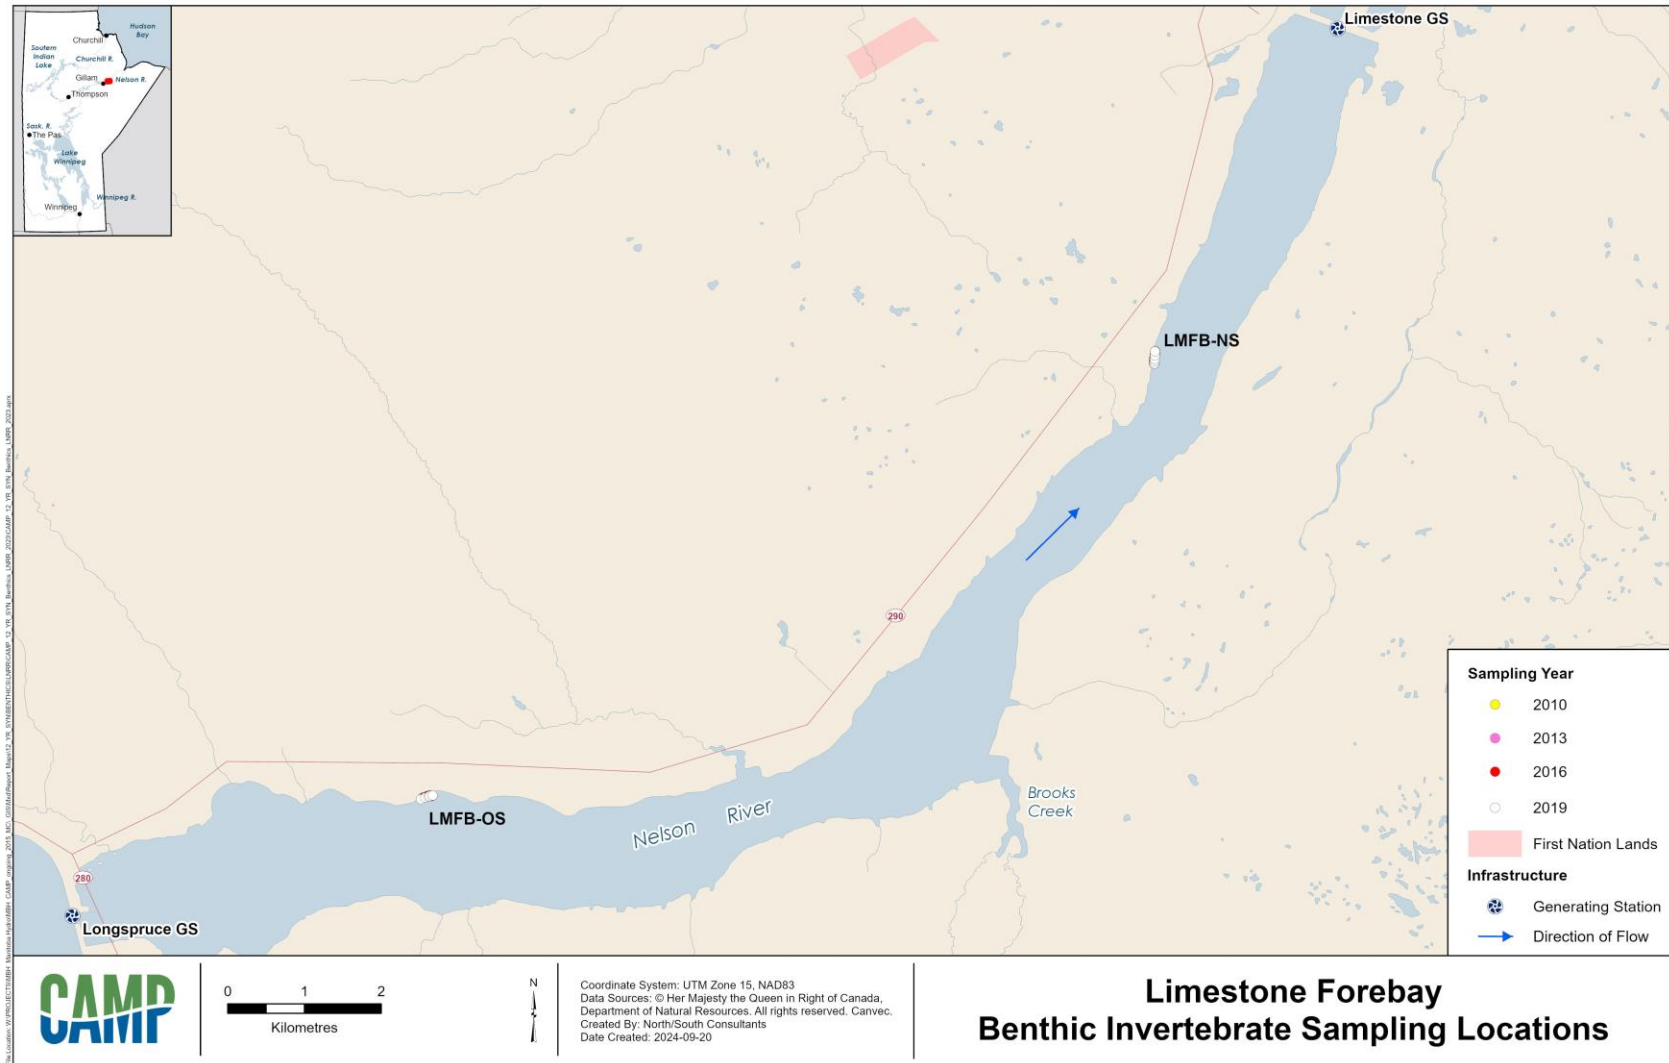 Hudson
Bay
Churchill
Soutern
Indian
Lake
Churchill R.
Gillam
Nelson R.
Thompson
Sask. R.
The Pas
Lake
Winnipeg
Winnipeg R.
Winnipeg
Limestone GS
LMFB-NS
290
LMFB-OS
Nelson River
Brooks
Creek
280
Longspruce GS
Sampling Year
2010
2013
2016
2019
First Nation Lands
Infrastructure
Generating Station
Direction of Flow
CAMP
0 1 2
Kilometres
N
Coordinate System: UTM Zone 15, NAD83
Data Sources: © Her Majesty the Queen in Right of Canada,
Department of Natural Resources. All rights reserved. Canvec.
Created By: North/South Consultants
Date Created: 2024-09-20
Limestone Forebay
Benthic Invertebrate Sampling Locations